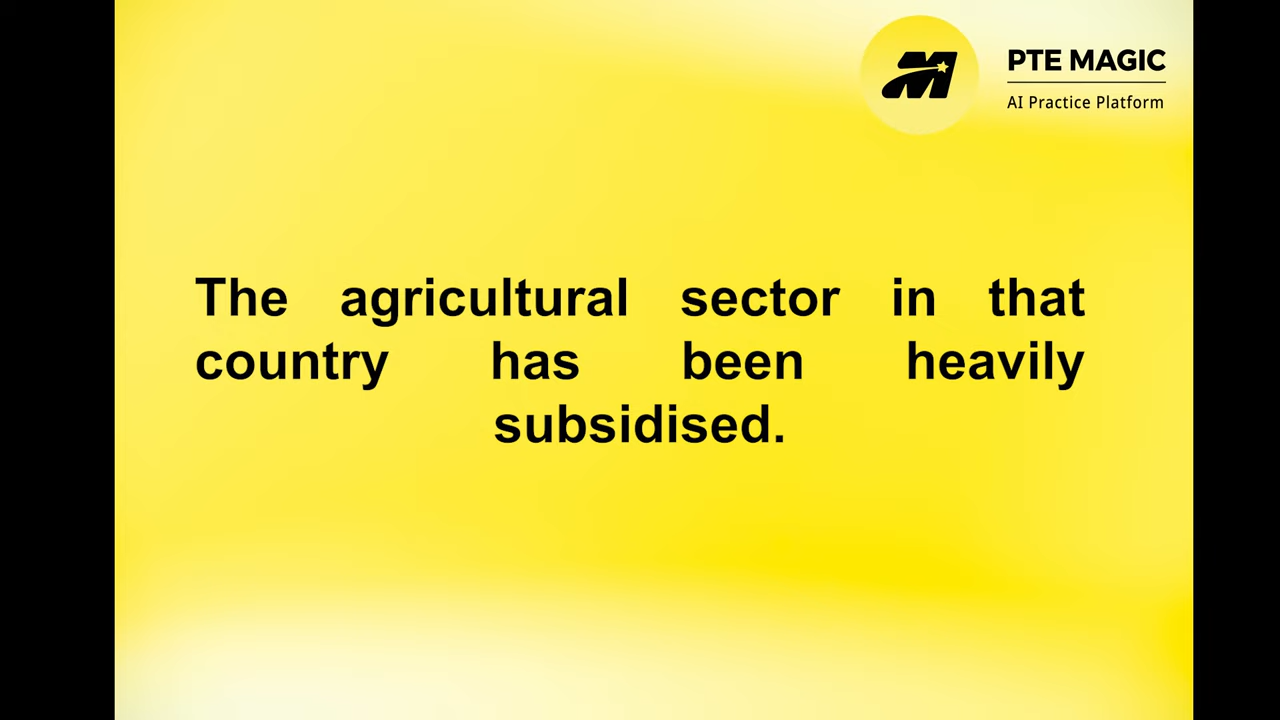 PTE MAGIC
AI Practice Platform
The agricultural sector in that
country has been heavily
subsidised.